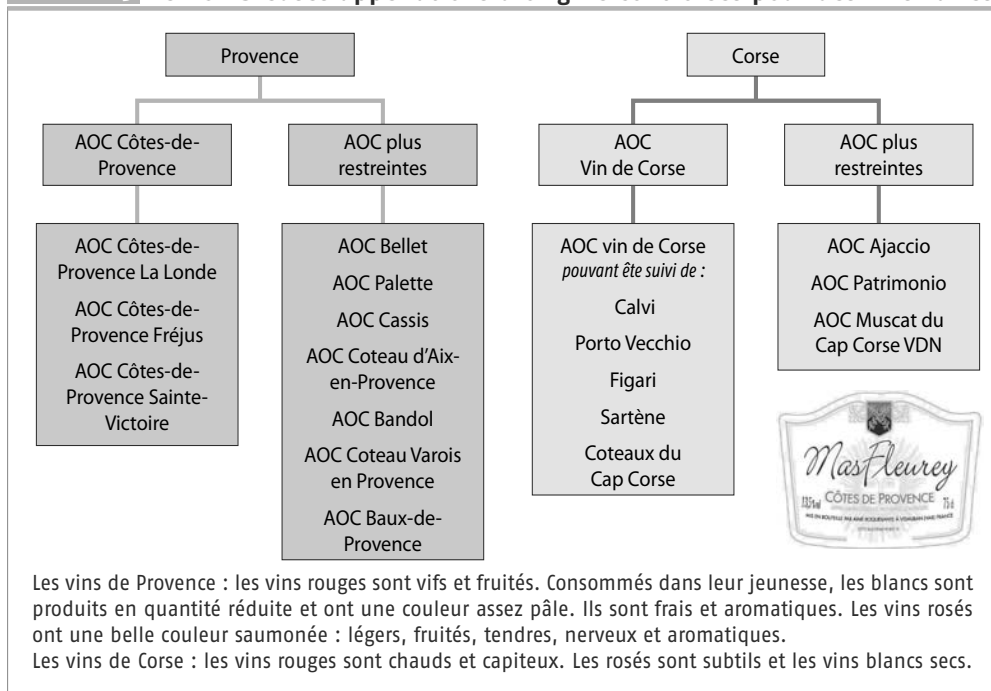 Provence
Corse
AOC Côtes-de-
Provence
AOC plus
restreintes
AOC
Vin de Corse
AOC plus
restreintes
AOC Côtes-de-
Provence La Londe
AOC Côtes-de-
Provence Fréjus
AOC Côtes-de-
Provence Sainte-
Victoire
AOC Bellet
AOC Palette
AOC Cassis
AOC Coteau d'Aix-
en-Provence
AOC Bandol
AOC Coteau Varois
en Provence
AOC Baux-de-
Provence
AOC vin de Corse
pouvant ête suivi de :
Calvi
Porto Vecchio
Figari
Sartène
Coteaux du
Cap Corse
AOC Ajaccio
AOC Patrimonio
AOC Muscat du
Cap Corse VDN
Mas Fleurey
CÔTES DE PROVENCE
Les vins de Provence : les vins rouges sont vifs et fruités. Consommés dans leur jeunesse, les blancs sont
produits en quantité réduite et ont une couleur assez pâle. Ils sont frais et aromatiques. Les vins rosés
ont une belle couleur saumonée : légers, fruités, tendres, nerveux et aromatiques.
Les vins de Corse : les vins rouges sont chauds et capiteux. Les rosés sont subtils et les vins blancs secs.